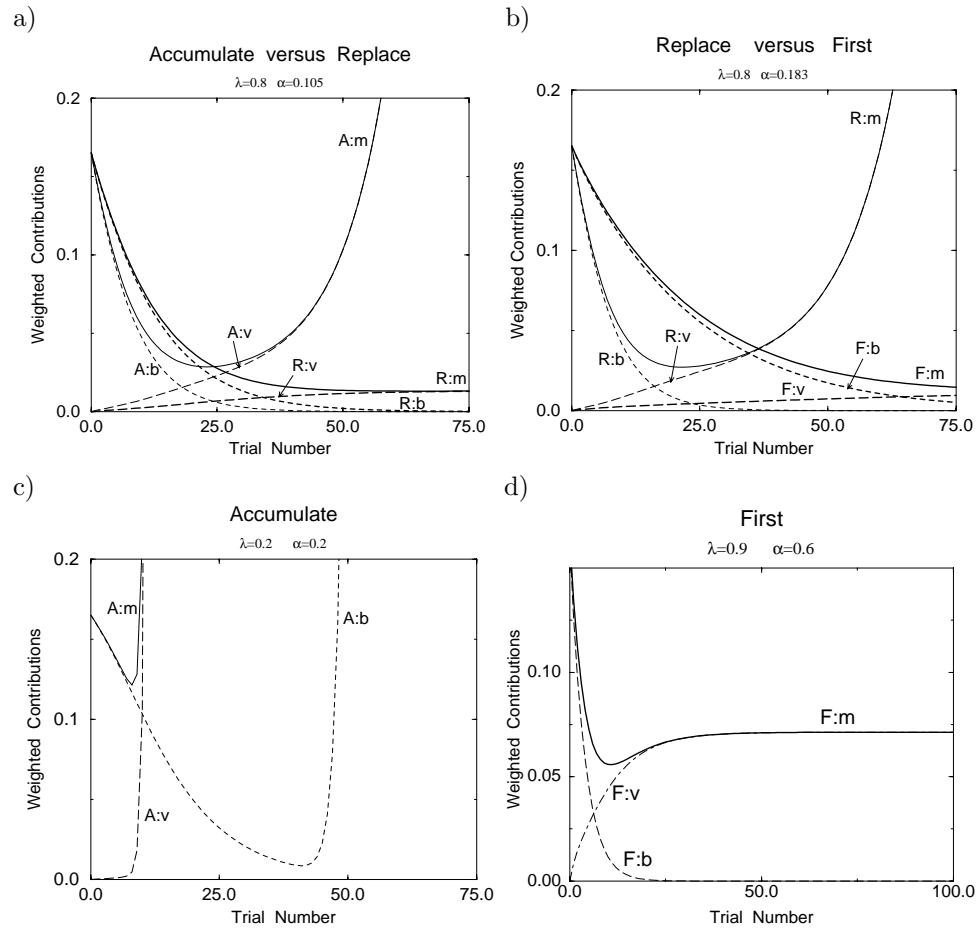 a)
Accumulate versus Replace
λ=0.8 α=0.105
0.2
0.1
0.0
Weighted Contributions
A:m
A:v
A:b
R:v
R:m
R:b
0.0 25.0 50.0 75.0
Trial Number
b)
Replace versus First
λ=0.8 α=0.183
0.2
0.1
0.0
Weighted Contributions
R:m
R:v
R:b
F:b
F:m
F:v
0.0 25.0 50.0 75.0
Trial Number
c)
Accumulate
λ=0.2 α=0.2
0.2
0.1
0.0
Weighted Contributions
A:m
A:b
A:v
0.0 25.0 50.0 75.0
Trial Number
d)
First
λ=0.9 α=0.6
0.10
0.05
0.00
Weighted Contributions
F:m
F:v
F:b
0.0 50.0 100.0
Trial Number